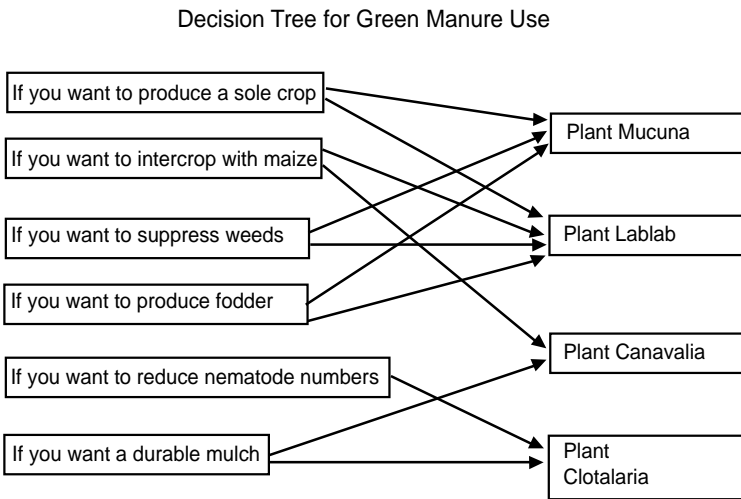 Decision Tree for Green Manure Use
If you want to produce a sole crop
If you want to intercrop with maize
If you want to suppress weeds
If you want to produce fodder
If you want to reduce nematode numbers
If you want a durable mulch
Plant Mucuna
Plant Lablab
Plant Canavalia
Plant
Clotalaria